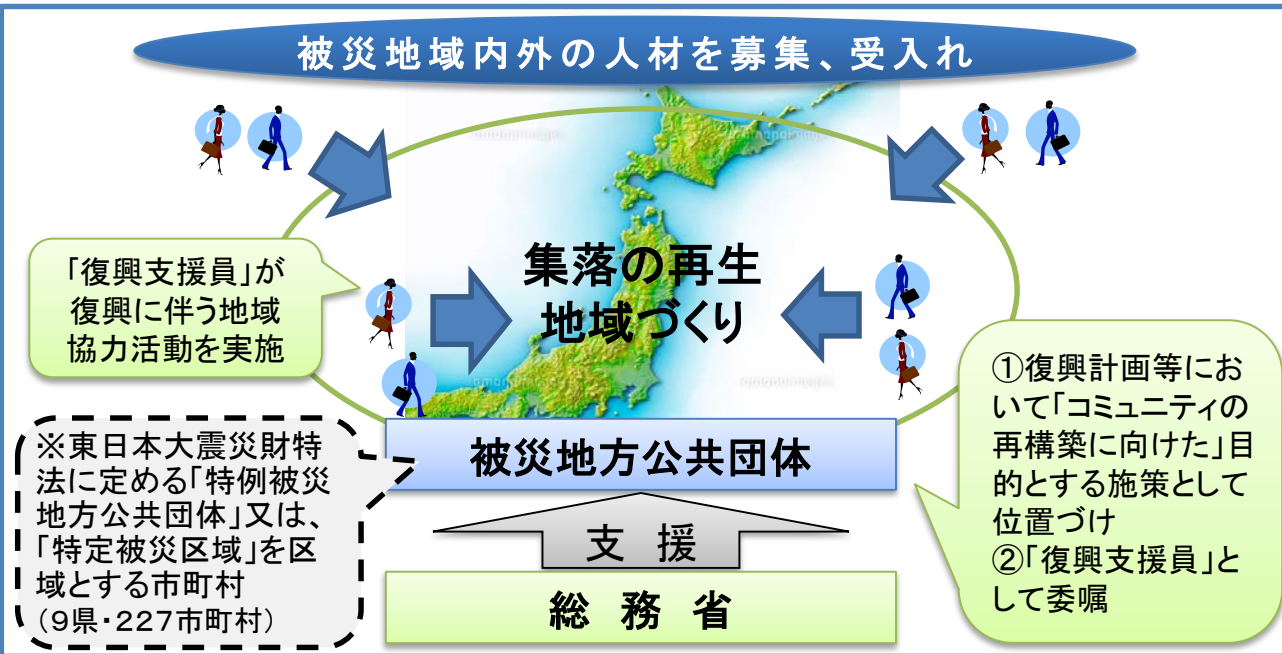 被災地域内外の人材を募集、受入れ
「復興支援員」が
復興に伴う地域
協力活動を実施
集落の再生
地域づくり
①復興計画等にお
いて「コミュニティの
再構築に向けた」目
的とする施策として
位置づけ
②「復興支援員」と
して委嘱
※東日本大震災財特
法に定める「特例被災
地方公共団体」又は、
「特定被災区域」を区
域とする市町村
（９県・２２７市町村）
被災地方公共団体
支 援
総 務 省